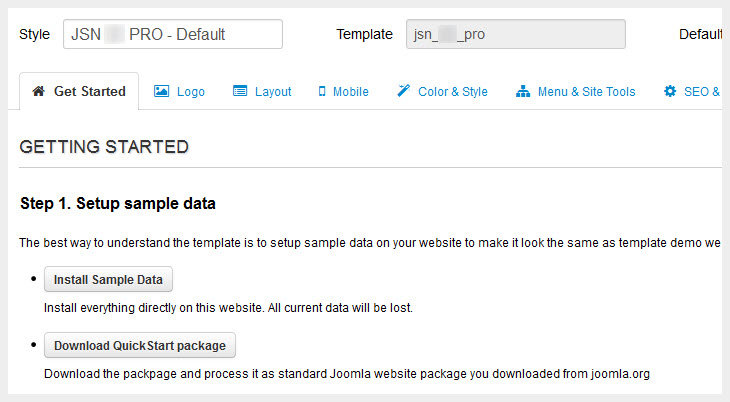 Style JSN PRO - Default Template jsn_ _pro Default
Get Started Logo Layout Mobile Color & Style Menu & Site Tools SEO &
GETTING STARTED
Step 1. Setup sample data
The best way to understand the template is to setup sample data on your website to make it look the same as template demo we
Install Sample Data
Install everything directly on this website. All current data will be lost.
Download QuickStart package
Download the packpage and process it as standard Joomla website package you downloaded from joomla.org